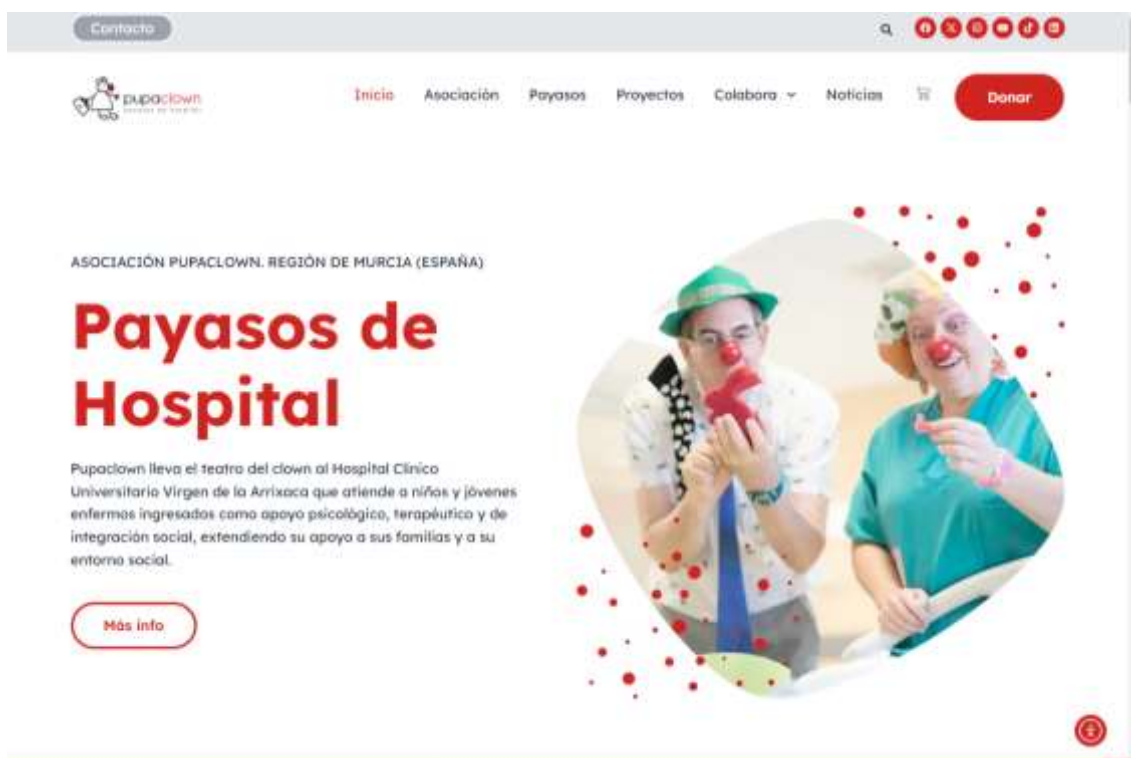 Contacto
pupaclown
Inicio Asociación Payasos Proyectos Colabora Noticias Donar
ASOCIACIÓN PUPACLOWN. REGIÓN DE MURCIA (ESPAÑA)
Payasos de
Hospital
Pupaclown lleva el teatro del clown al Hospital Clínico
Universitario Virgen de la Arrixaca que atiende a niños y jóvenes
enfermos ingresados como apoyo psicológico, terapéutico y de
integración social, extendiendo su apoyo a sus familias y a su
entorno social.
Más info